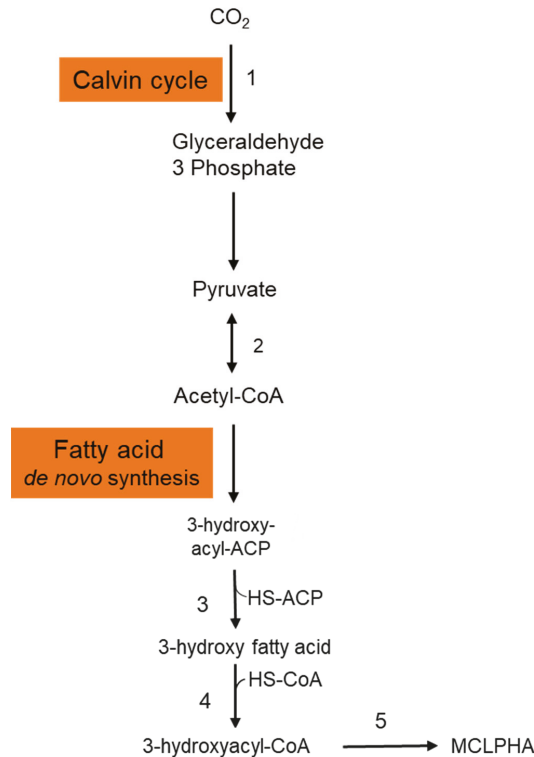 CO₂
Calvin cycle
1
Glyceraldehyde
3 Phosphate
Pyruvate
2
Acetyl-CoA
Fatty acid
de novo synthesis
3-hydroxy-
acyl-ACP
3
HS-ACP
3-hydroxy fatty acid
4
HS-CoA
3-hydroxyacyl-CoA
5
MCLPHA